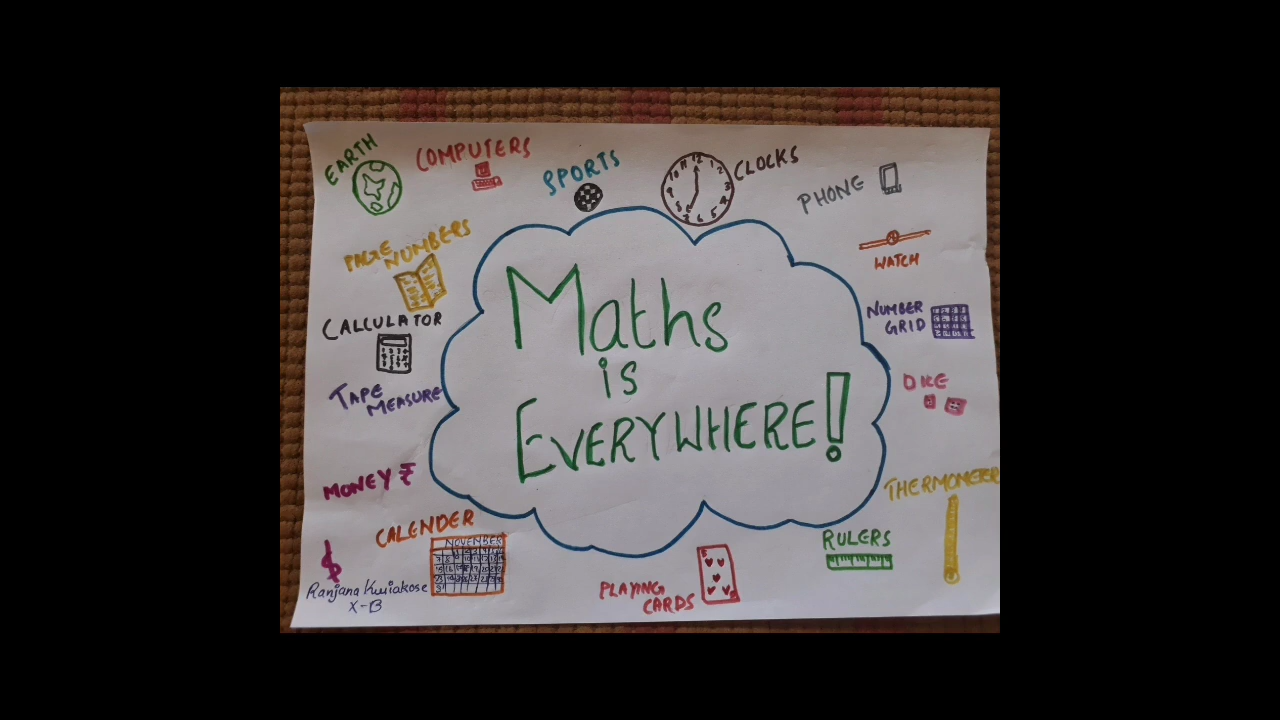 EARTH
COMPUTERS
SPORTS
CLOCKS
PHONE
PAGE NUMBERS
WATCH
CALCULATOR
NUMBER
GRID
Maths
is
EVERYWHERE!
TAPE
MEASURE
DICE
MONEY ₹
THERMOMETER
CALENDER
NOVEMBER
RULERS
$
PLAYING
CARDS
Ranjana Kuriakose
X-B